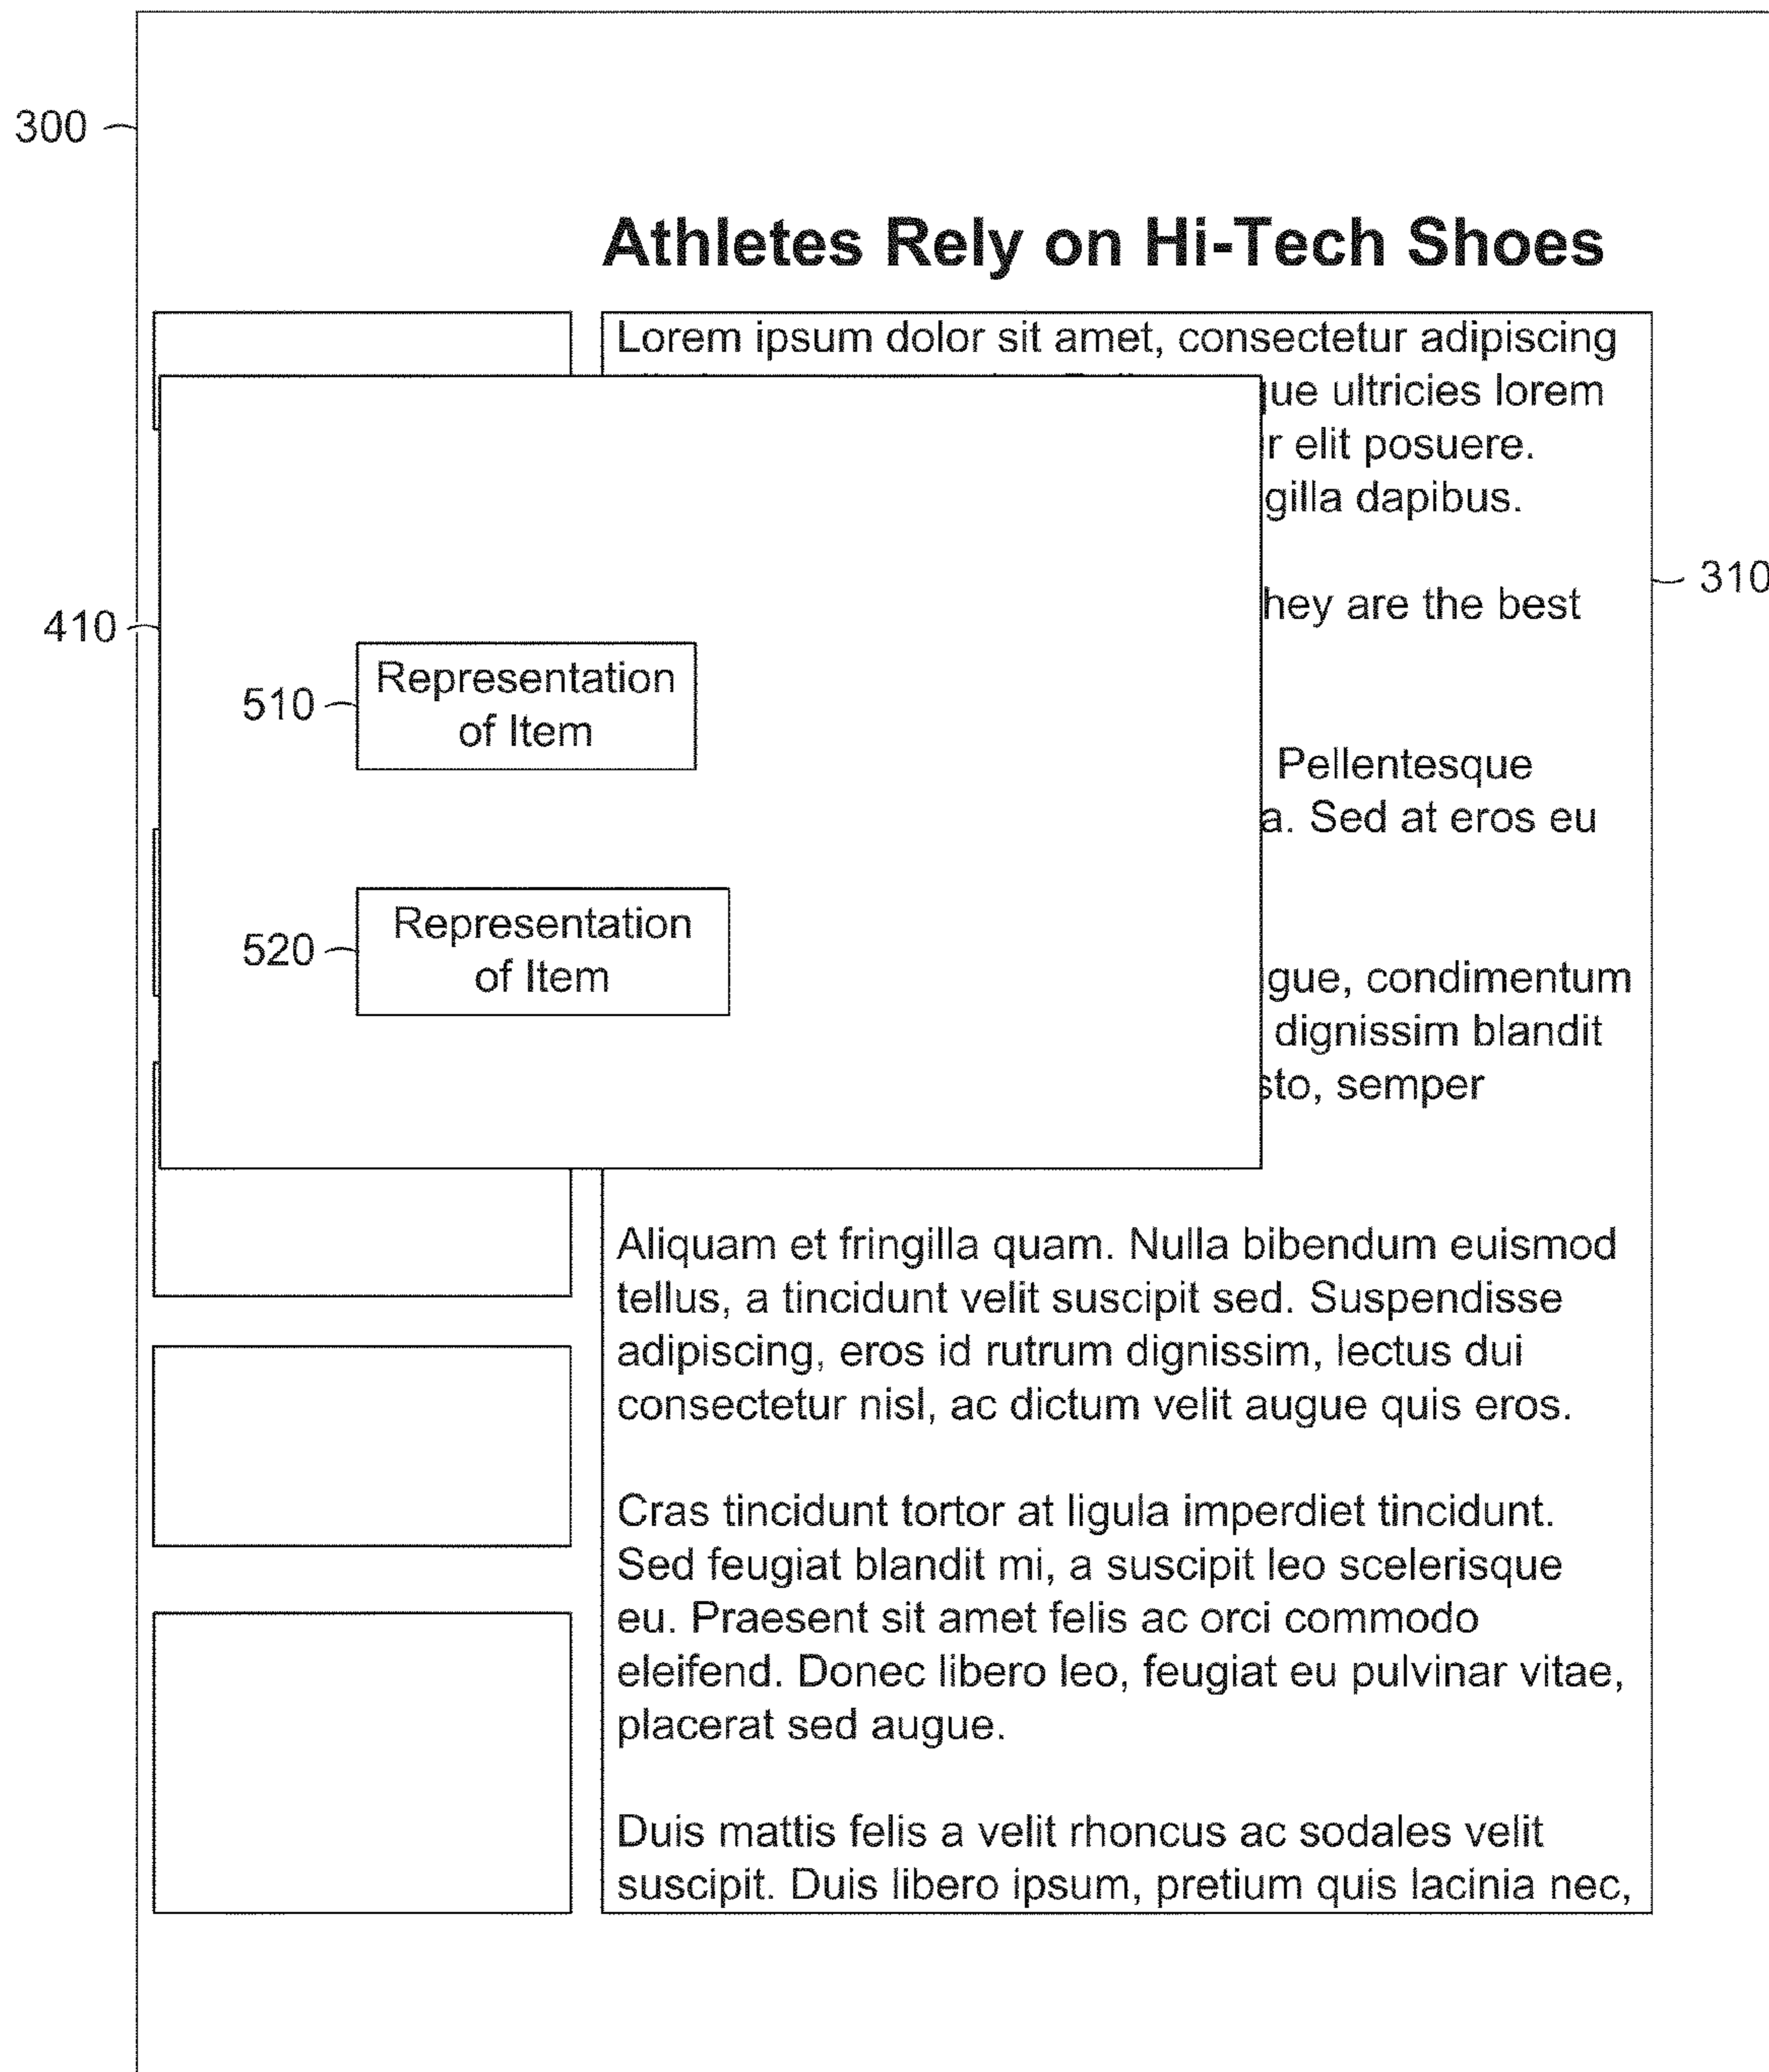 300
Athletes Rely on Hi-Tech Shoes
Lorem ipsum dolor sit amet, consectetur adipiscing
ultricies lorem
elit posuere.
dapibus.
310
hey are the best
410
Representation
of Item
510
Pellentesque
a. Sed at eros eu
Representation
of Item
520
gue, condimentum
dignissim blandit
sto, semper
Aliquam et fringilla quam. Nulla bibendum euismod
tellus, a tincidunt velit suscipit sed. Suspendisse
adipiscing, eros id rutrum dignissim, lectus dui
consectetur nisl, ac dictum velit augue quis eros.
Cras tincidunt tortor at ligula imperdiet tincidunt.
Sed feugiat blandit mi, a suscipit leo scelerisque
eu. Praesent sit amet felis ac orci commodo
eleifend. Donec libero leo, feugiat eu pulvinar vitae,
placerat sed augue.
Duis mattis felis a velit rhoncus ac sodales velit
suscipit. Duis libero ipsum, pretium quis lacinia nec,